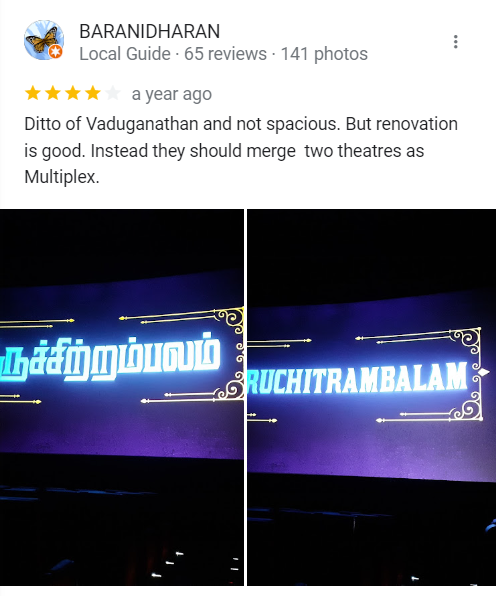 BARANIDHARAN
Local Guide · 65 reviews · 141 photos
a year ago
Ditto of Vaduganathan and not spacious. But renovation
is good. Instead they should merge two theatres as
Multiplex.
ருச்சிற்றம்பலம்
RUCHITRAMBALAM